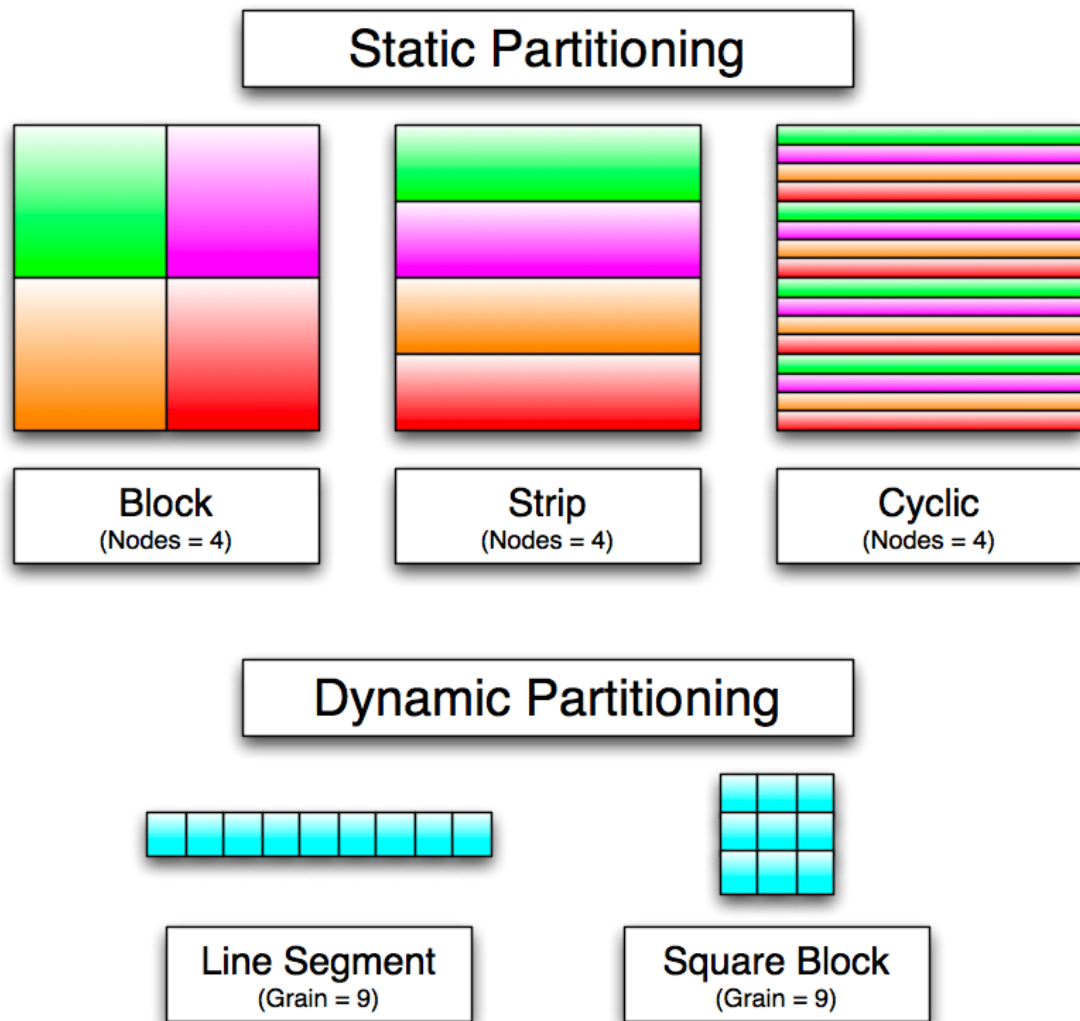 Static Partitioning
Block
(Nodes = 4)
Strip
(Nodes = 4)
Cyclic
(Nodes = 4)
Dynamic Partitioning
Line Segment
(Grain = 9)
Square Block
(Grain = 9)